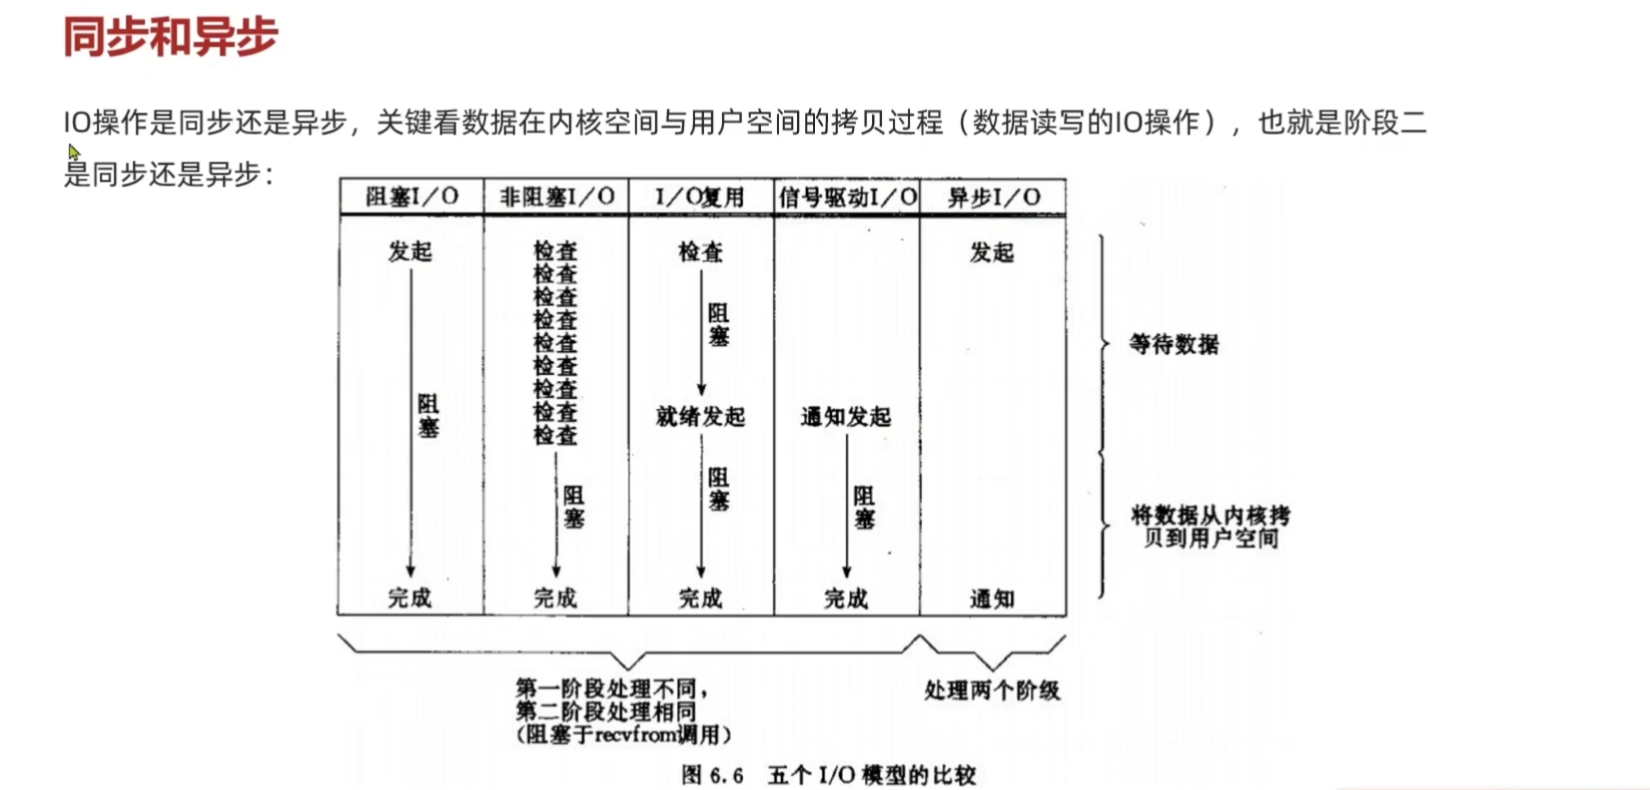 同步和异步
IO操作是同步还是异步，关键看数据在内核空间与用户空间的拷贝过程（数据读写的IO操作），也就是阶段二
是同步还是异步：
阻塞I/O 非阻塞I/O I/O复用 信号驱动I/O 异步I/O
发起 检查 检查 发起
检查
检查
检查
检查
检查
检查
检查
检查
阻塞
阻塞
等待数据
就绪发起 通知发起
阻塞
阻塞
阻塞
将数据从内核拷
贝到用户空间
完成 完成 完成 完成 通知
第一阶段处理不同，
第二阶段处理相同
（阻塞于recvfrom调用）
处理两个阶级
图 6.6 五个 I/O 模型的比较